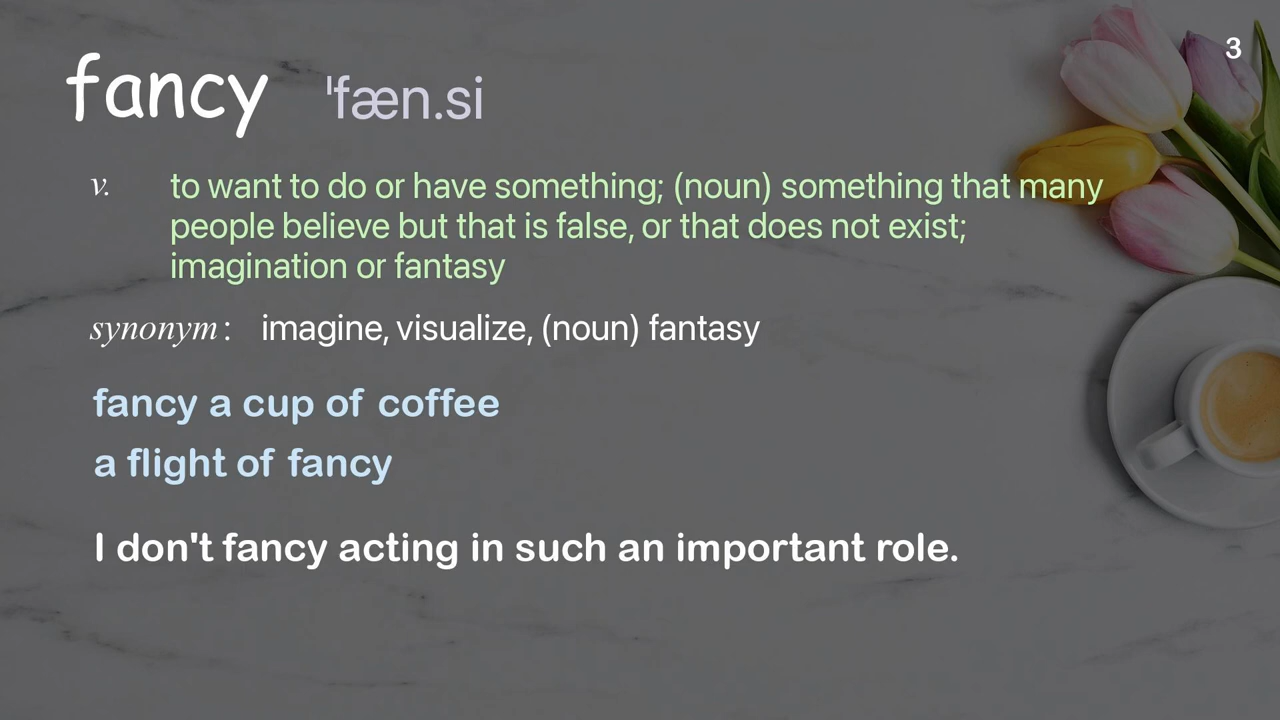 3
fancy ˈfæn.si
v. to want to do or have something; (noun) something that many
people believe but that is false, or that does not exist;
imagination or fantasy
synonym: imagine, visualize, (noun) fantasy
fancy a cup of coffee
a flight of fancy
I don't fancy acting in such an important role.